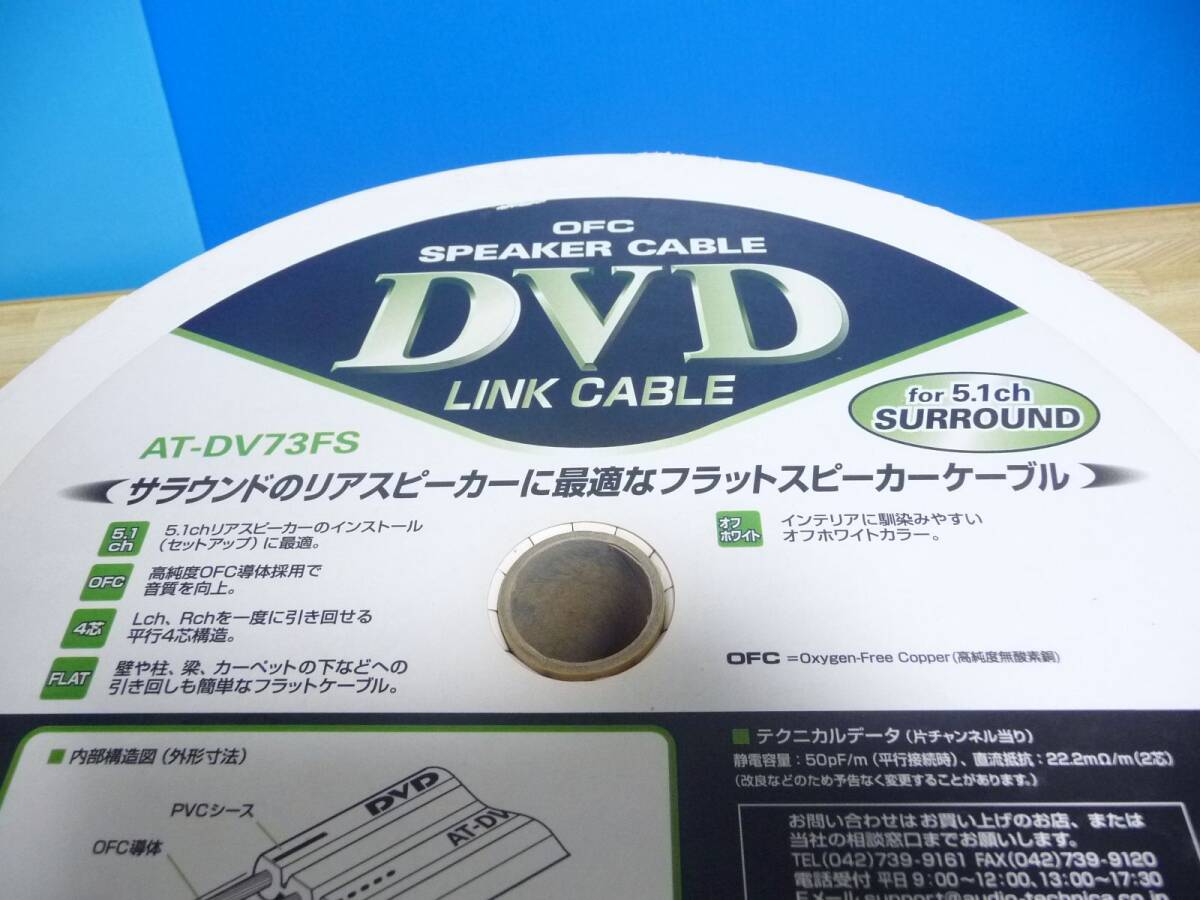 OFC
SPEAKER CABLE
DVD
LINK CABLE
for 5.1ch
SURROUND
AT-DV73FS
サラウンドのリアスピーカーに最適なフラットスピーカーケーブル
5.1
ch
5.1chリアスピーカーのインストール
(セットアップ)に最適。
OFC
高純度OFC導体採用で
音質を向上。
4芯
Lch、Rchを一度に引き回せる
平行4芯構造。
FLAT
壁や柱、梁、カーペットの下などへの
引き回しも簡単なフラットケーブル。
オフ
ホワイト
インテリアに馴染みやすい
オフホワイトカラー。
OFC =Oxygen-Free Copper(高純度無酸素銅)
■ 内部構造図(外形寸法)
PVCシース
OFC導体
DVD
AT-DV
■ テクニカルデータ(片チャンネル当り)
静電容量:50pF/m(平行接続時)、直流抵抗:22.2mΩ/m(2芯)
(改良などのため予告なく変更することがあります。)
お問い合わせはお買い上げのお店、または
当社の相談窓口までお願いします。
TEL(042)739-9161 FAX(042)739-9120
電話受付 平日 9:00〜12:00、13:00〜17:30
Eメール support@audio-technica.co.jp